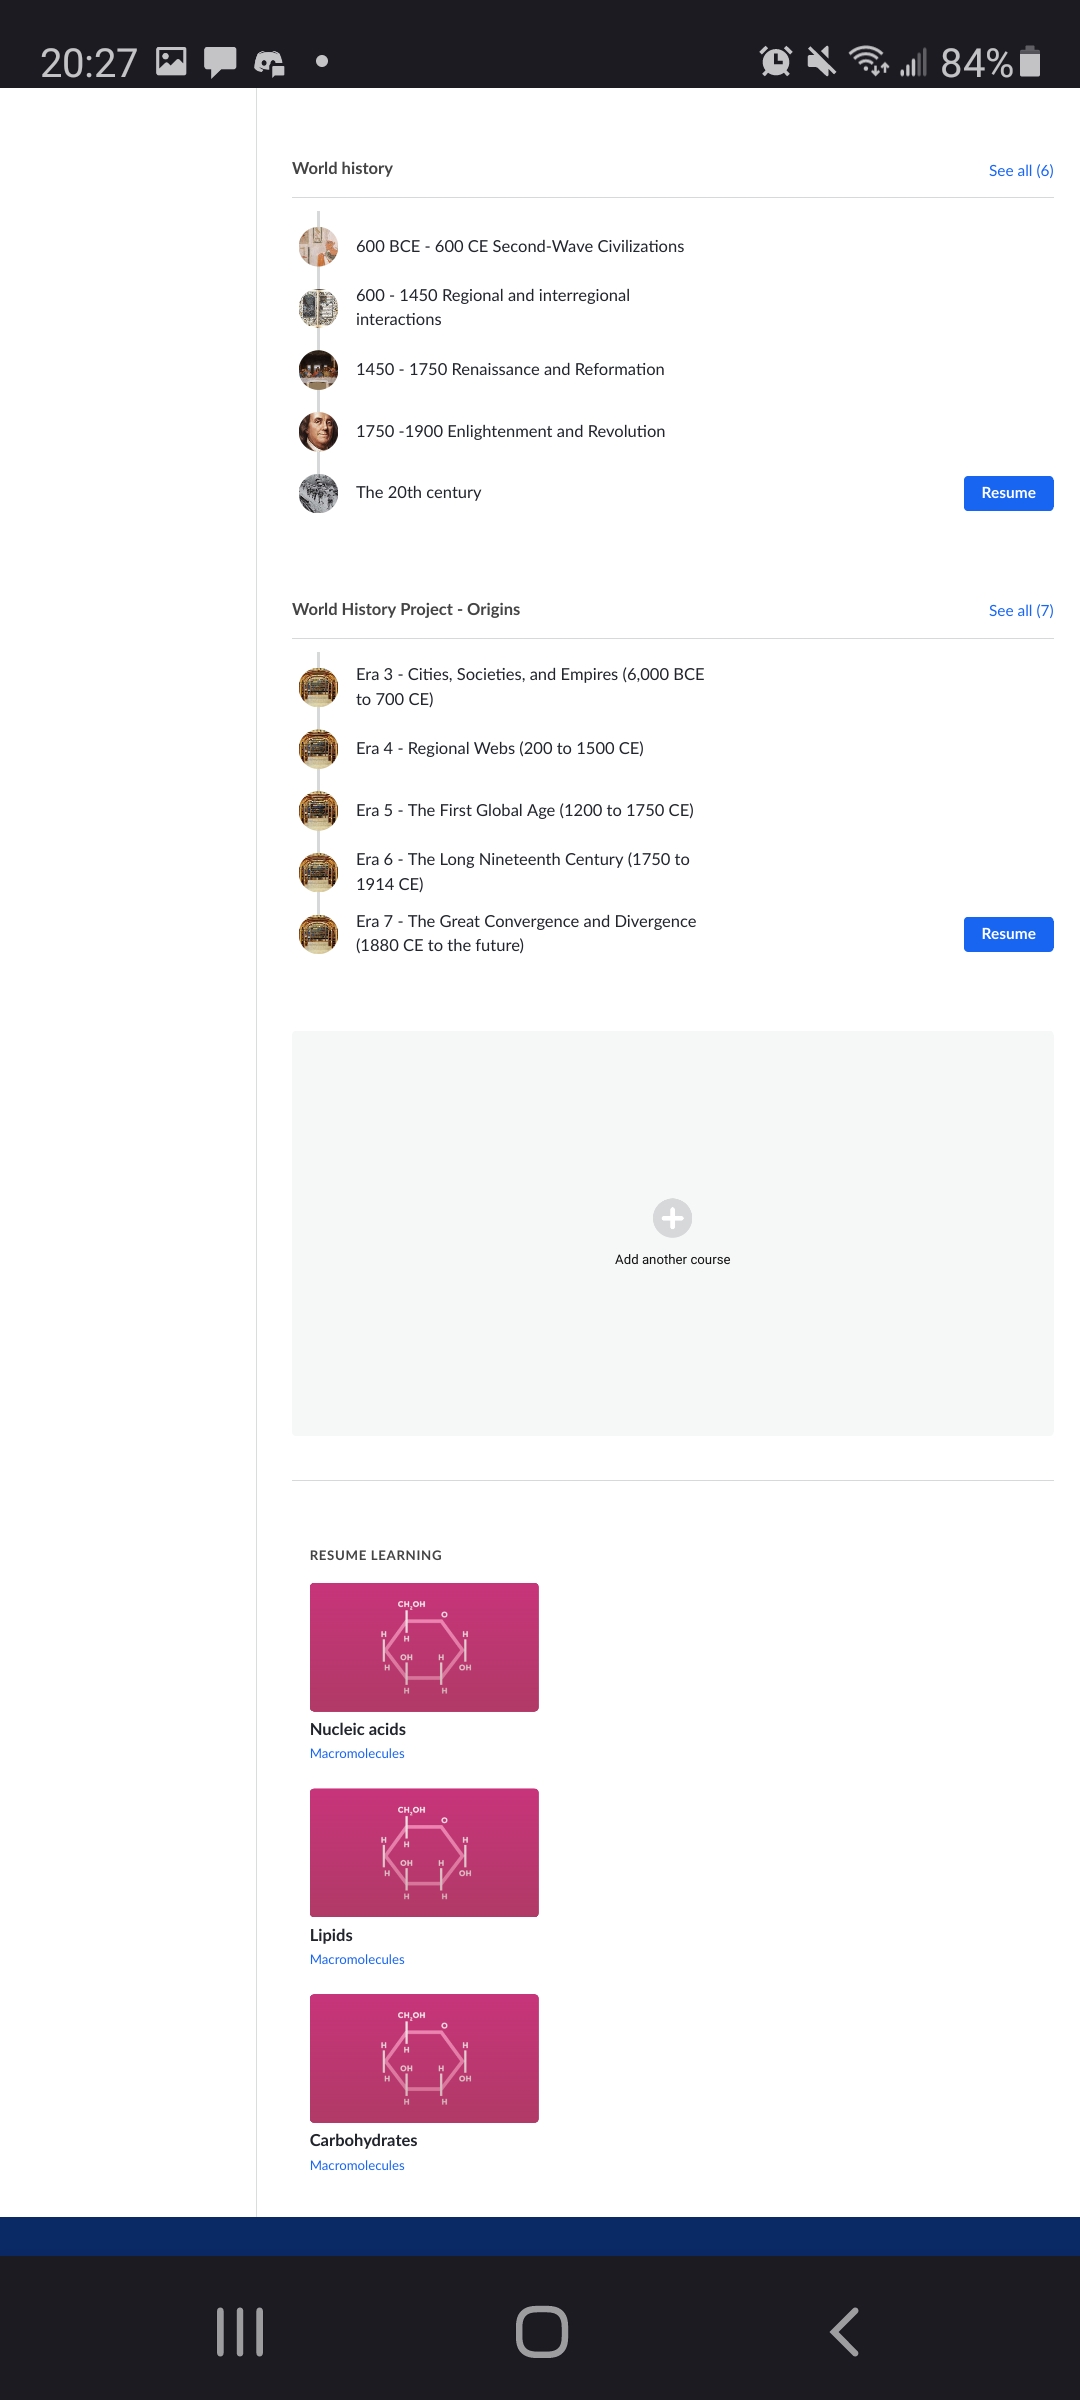 20:27
84%
World history
See all (6)
600 BCE - 600 CE Second-Wave Civilizations
600 - 1450 Regional and interregional
interactions
1450 - 1750 Renaissance and Reformation
1750 -1900 Enlightenment and Revolution
The 20th century
Resume
World History Project - Origins
See all (7)
Era 3 - Cities, Societies, and Empires (6,000 BCE
to 700 CE)
Era 4 - Regional Webs (200 to 1500 CE)
Era 5 - The First Global Age (1200 to 1750 CE)
Era 6 - The Long Nineteenth Century (1750 to
1914 CE)
Era 7 - The Great Convergence and Divergence
(1880 CE to the future)
Resume
Add another course
RESUME LEARNING
CH2OH
O
H
H
H
OH
H
H
OH
H
H
Nucleic acids
Macromolecules
CH2OH
O
H
H
H
OH
H
H
OH
H
H
Lipids
Macromolecules
CH2OH
O
H
H
H
OH
H
H
OH
H
H
Carbohydrates
Macromolecules